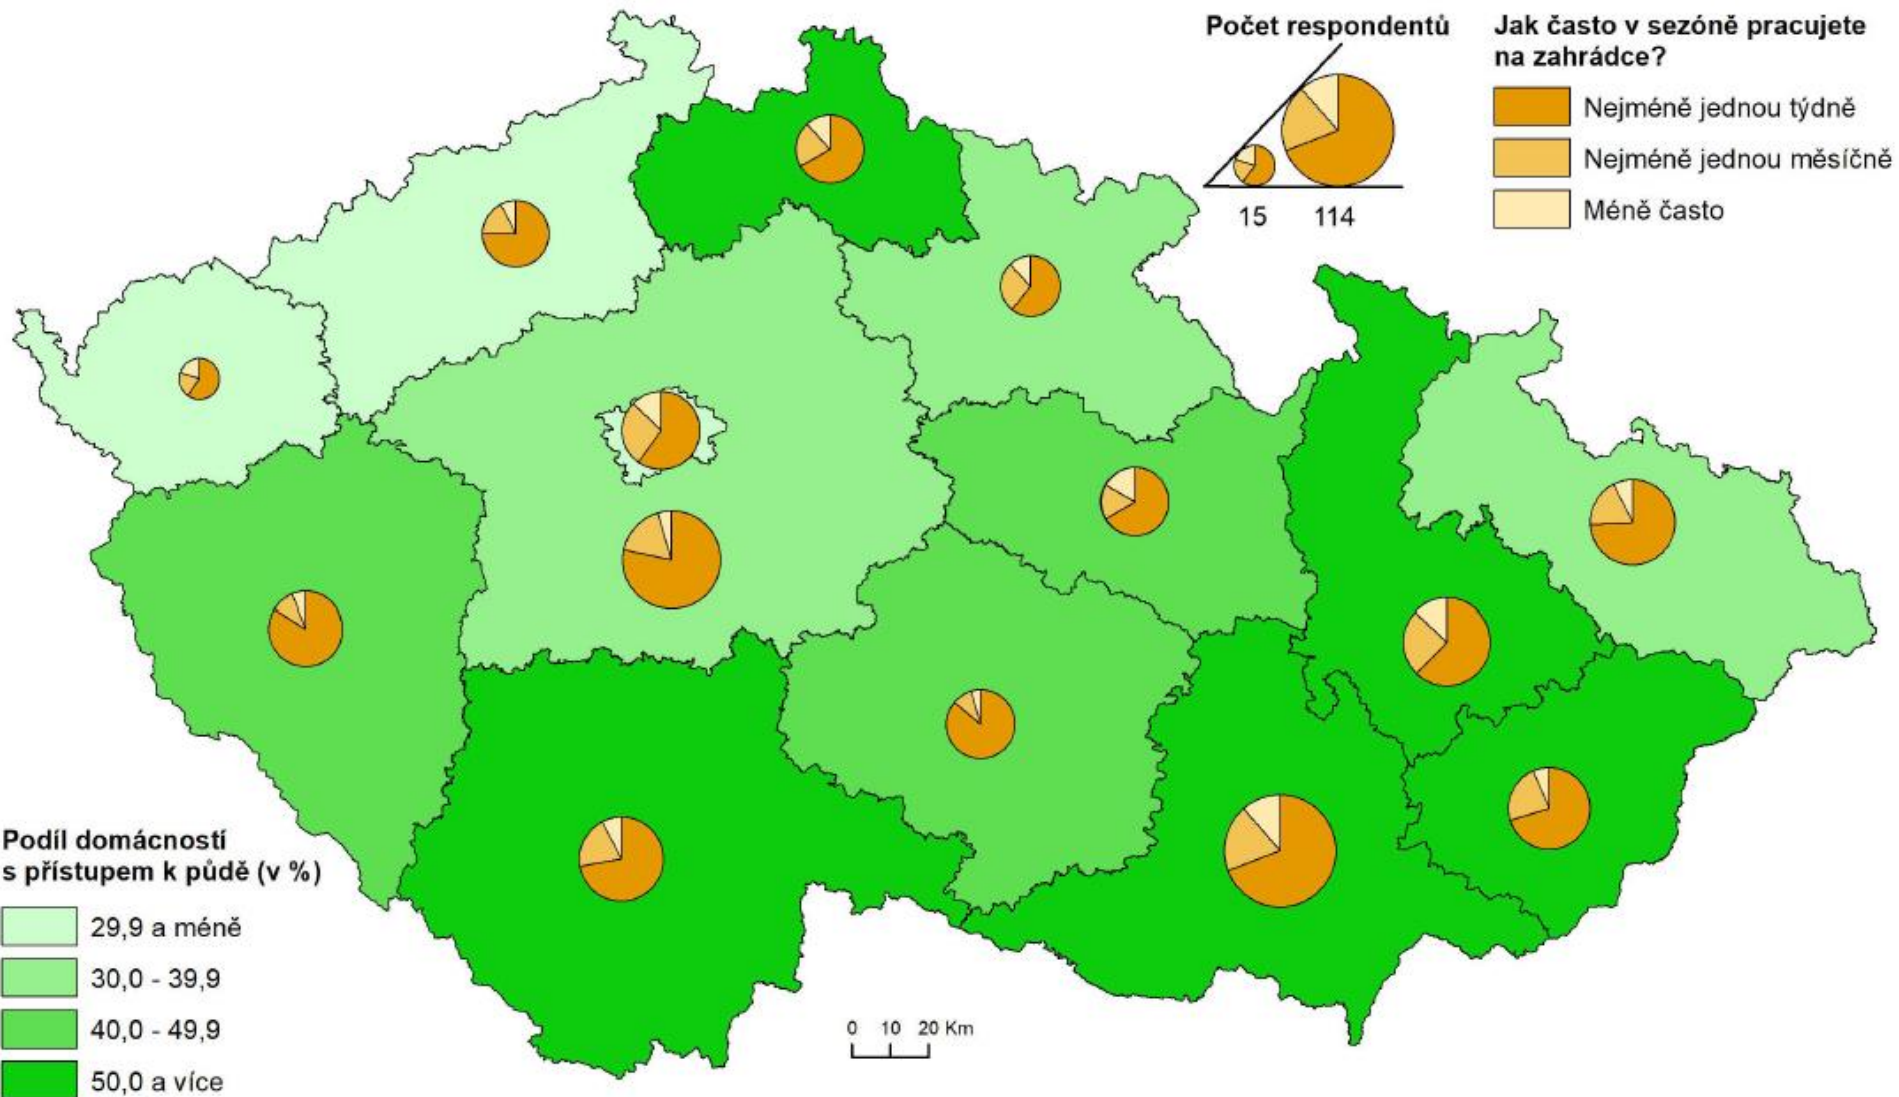 Počet respondentů
15 114
Jak často v sezóně pracujete
na zahrádce?
Nejméně jednou týdně
Nejméně jednou měsíčně
Méně často
Podíl domácností
s přístupem k půdě (v %)
29,9 a méně
30,0 - 39,9
40,0 - 49,9
50,0 a více
0 10 20 Km